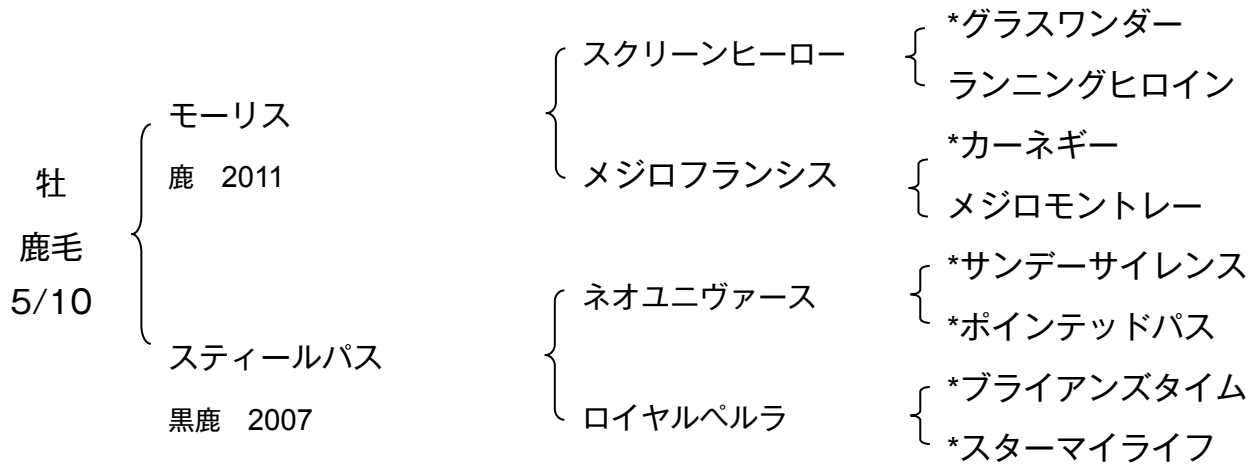 牡
鹿毛
5/10
モーリス
鹿　2011
スティールパス
黒鹿　2007
スクリーンヒーロー
メジロフランシス
ネオユニヴァース
ロイヤルペルラ
*グラスワンダー
ランニングヒロイン
*カーネギー
メジロモントレー
*サンデーサイレンス
*ポインテッドパス
*ブライアンズタイム
*スターマイライフ